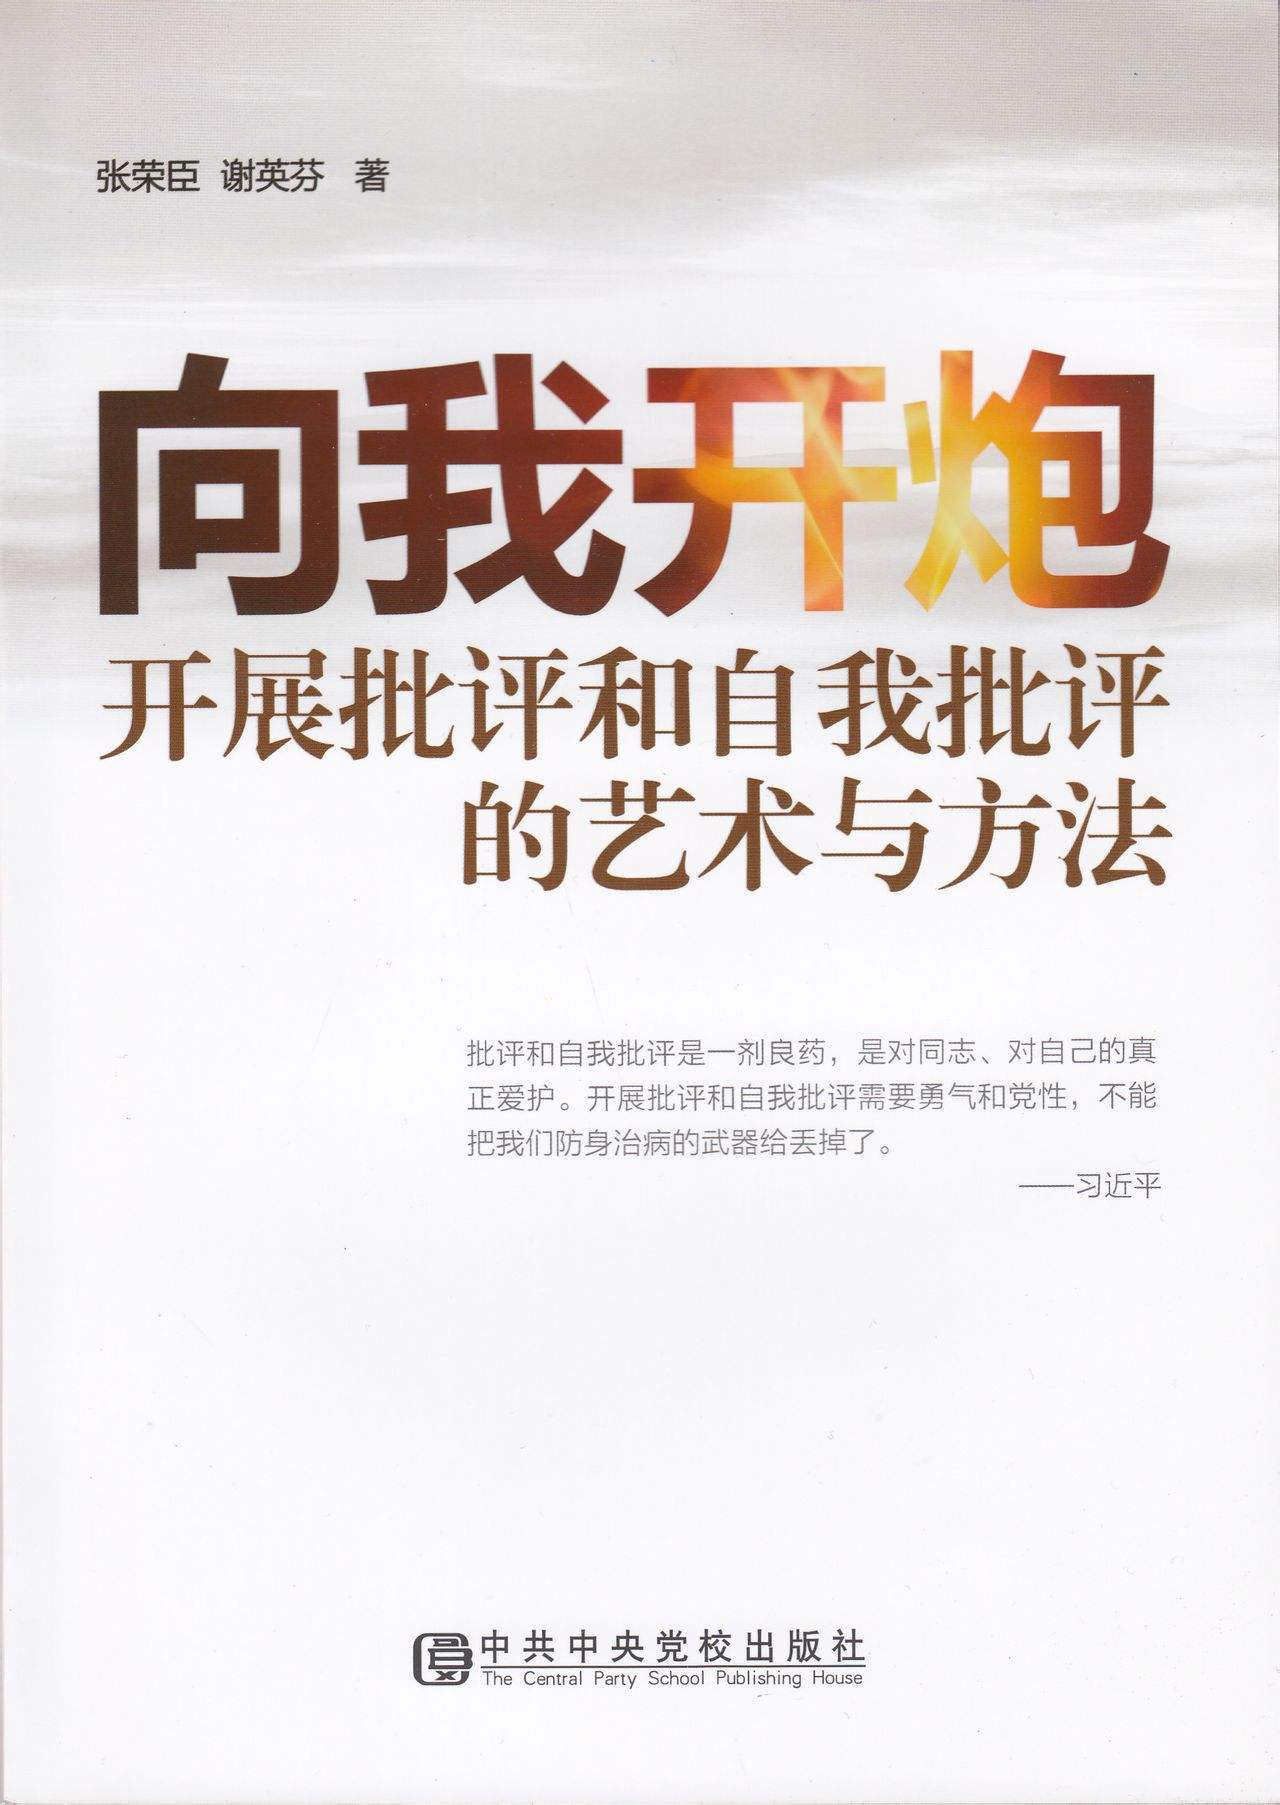 张荣臣 谢英芬 著
向我开炮
开展批评和自我批评
的艺术与方法
批评和自我批评是一剂良药，是对同志、对自己的真
正爱护。开展批评和自我批评需要勇气和党性，不能
把我们防身治病的武器给丢掉了。
——习近平
中共中央党校出版社
The Central Party School Publishing House